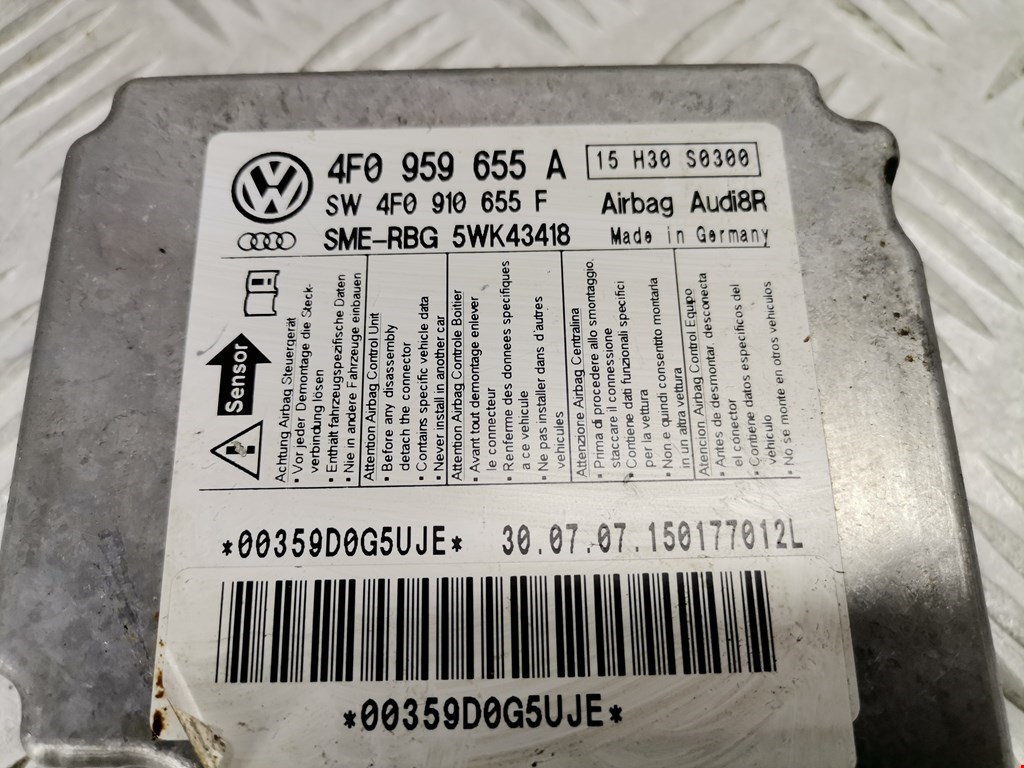 4F0 959 655 A
15 H30 S0300
SW 4F0 910 655 F
Airbag Audi8R
SME-RBG 5WK43418
Made in Germany
Sensor
Achtung Airbag Steuergerät
• Vor jeder Demontage die Steck-
verbindung lösen
• Enthält fahrzeugspezifische Daten
• Nie in andere Fahrzeuge einbauen
Attention Airbag Control Unit
• Before any disassembly
detach the connector
• Contains specific vehicle data
• Never install in another car
Attention Airbag Controle Boitier
• Avant tout demontage enlever
le connecteur
• Renferme des donnees specifiques
a ce vehicule
• Ne pas installer dans d'autres
vehicules
Attenzione Airbag Centralina
• Prima di procedere allo smontaggio,
staccare il connessione
• Contiene dati funzionali specifici
per la vettura
• Non e quindi consentito montarla
in un altra vettura
Atencion Airbag Control Equipo
• Antes de desmontar, desconecta
el conector
• Contiene datos especificos del
vehiculo
• No se monte en otros vehiculos
*00359D0G5UJE*
30.07.07.150177012L
*00359D0G5UJE*